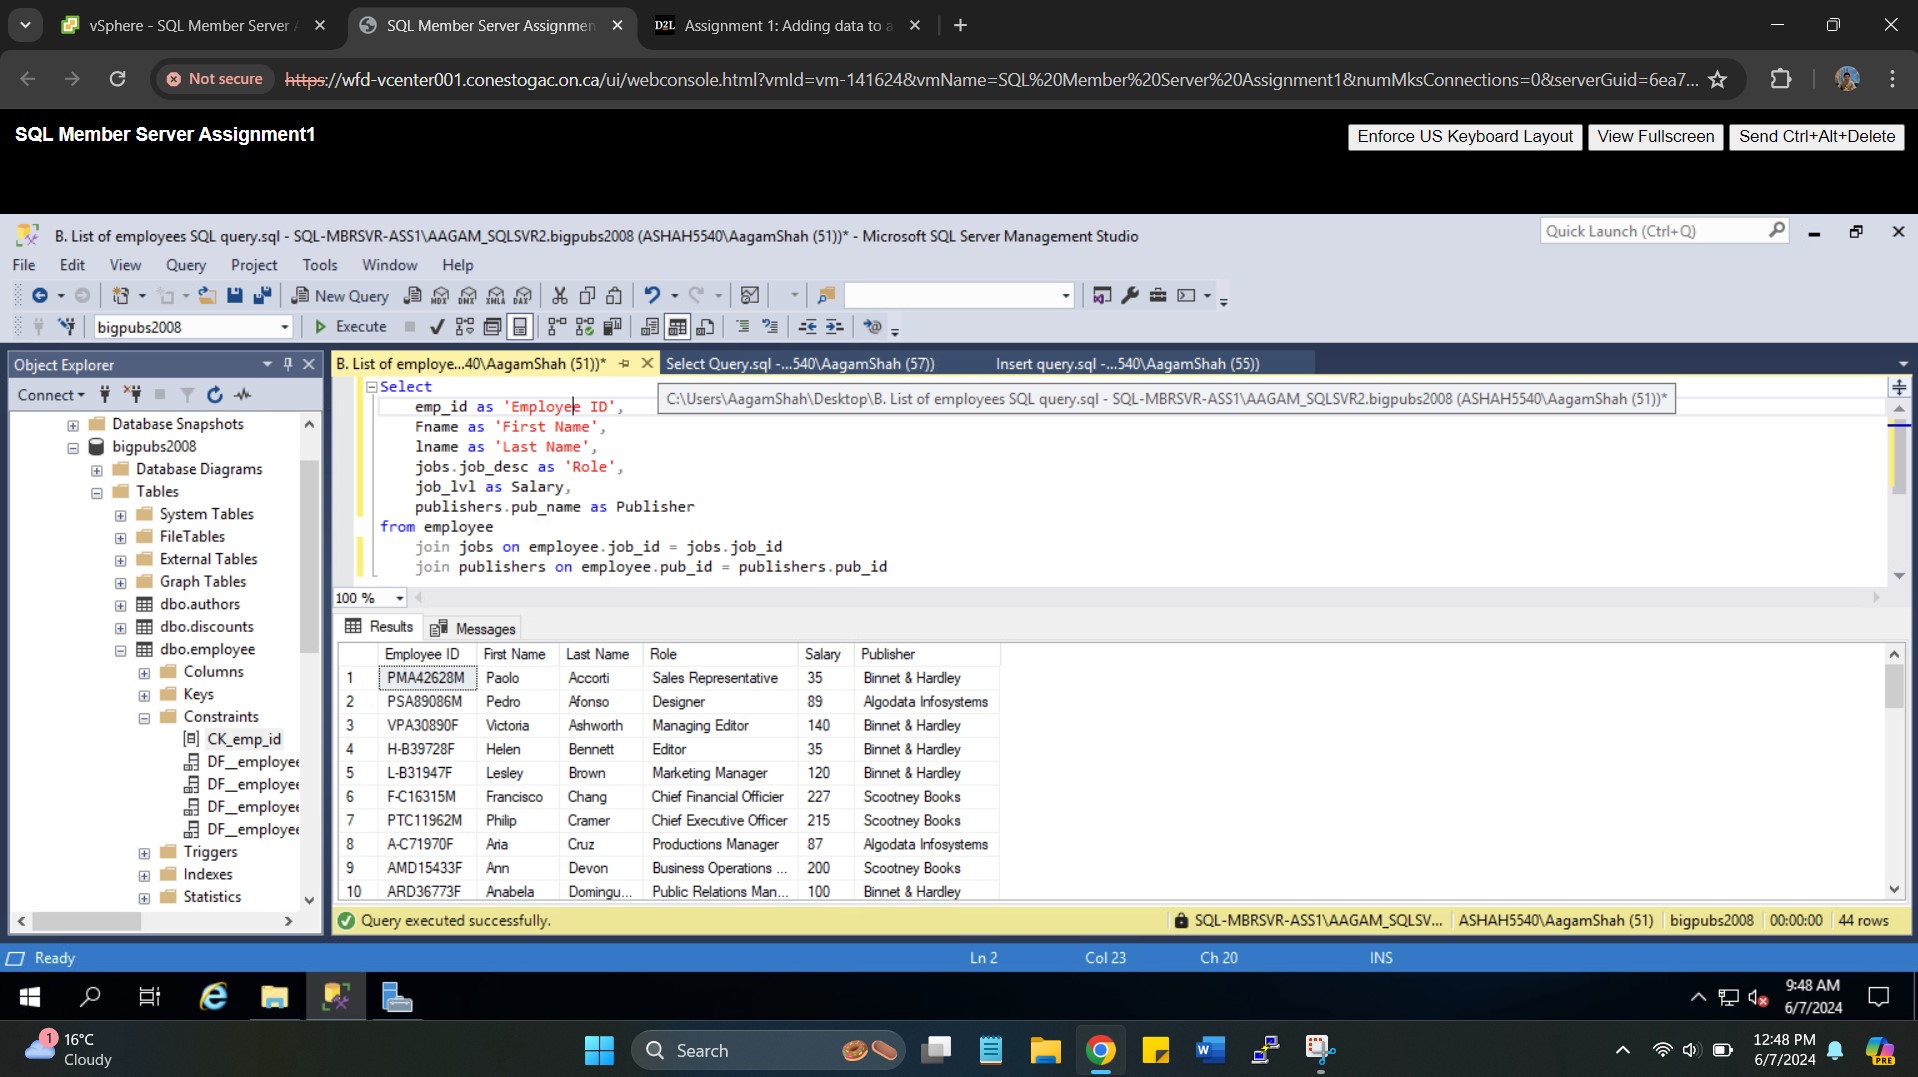 vSphere - SQL Member Server A
SQL Member Server Assignmen
D2L Assignment 1: Adding data to a
Not secure https://wfd-vcenter001.conestogac.on.ca/ui/webconsole.html?vmId=vm-141624&vmName=SQL%20Member%20Server%20Assignment1&numMksConnections=0&serverGuid=6ea7...
SQL Member Server Assignment1
Enforce US Keyboard Layout View Fullscreen Send Ctrl+Alt+Delete
B. List of employees SQL query.sql - SQL-MBRSVR-ASS1\AAGAM_SQLSVR2.bigpubs2008 (ASHAH5540\AagamShah (51))* - Microsoft SQL Server Management Studio
Quick Launch (Ctrl+Q)
File Edit View Query Project Tools Window Help
New Query MDX DMX XMLA DAX
bigpubs2008 Execute
Object Explorer
Connect
Database Snapshots
bigpubs2008
Database Diagrams
Tables
System Tables
FileTables
External Tables
Graph Tables
dbo.authors
dbo.discounts
dbo.employee
Columns
Keys
Constraints
CK_emp_id
DF__employee
DF__employee
DF__employee
DF__employee
Triggers
Indexes
Statistics
B. List of employe...40\AagamShah (51))* Select Query.sql -...540\AagamShah (57)) Insert query.sql -...540\AagamShah (55))
C:\Users\AagamShah\Desktop\B. List of employees SQL query.sql - SQL-MBRSVR-ASS1\AAGAM_SQLSVR2.bigpubs2008 (ASHAH5540\AagamShah (51))*
Select
emp_id as 'Employee ID',
Fname as 'First Name',
lname as 'Last Name',
jobs.job_desc as 'Role',
job_lvl as Salary,
publishers.pub_name as Publisher
from employee
join jobs on employee.job_id = jobs.job_id
join publishers on employee.pub_id = publishers.pub_id
100 %
Results Messages
Employee ID First Name Last Name Role Salary Publisher
1 PMA42628M Paolo Accorti Sales Representative 35 Binnet & Hardley
2 PSA89086M Pedro Afonso Designer 89 Algodata Infosystems
3 VPA30890F Victoria Ashworth Managing Editor 140 Binnet & Hardley
4 H-B39728F Helen Bennett Editor 35 Binnet & Hardley
5 L-B31947F Lesley Brown Marketing Manager 120 Binnet & Hardley
6 F-C16315M Francisco Chang Chief Financial Officier 227 Scootney Books
7 PTC11962M Philip Cramer Chief Executive Officer 215 Scootney Books
8 A-C71970F Aria Cruz Productions Manager 87 Algodata Infosystems
9 AMD15433F Ann Devon Business Operations ... 200 Scootney Books
10 ARD36773F Anabela Domingu... Public Relations Man... 100 Binnet & Hardley
Query executed successfully. SQL-MBRSVR-ASS1\AAGAM_SQLSV... ASHAH5540\AagamShah (51) bigpubs2008 00:00:00 44 rows
Ready Ln 2 Col 23 Ch 20 INS
9:48 AM
6/7/2024
1 16°C
Cloudy
Search
12:48 PM
6/7/2024
PRE